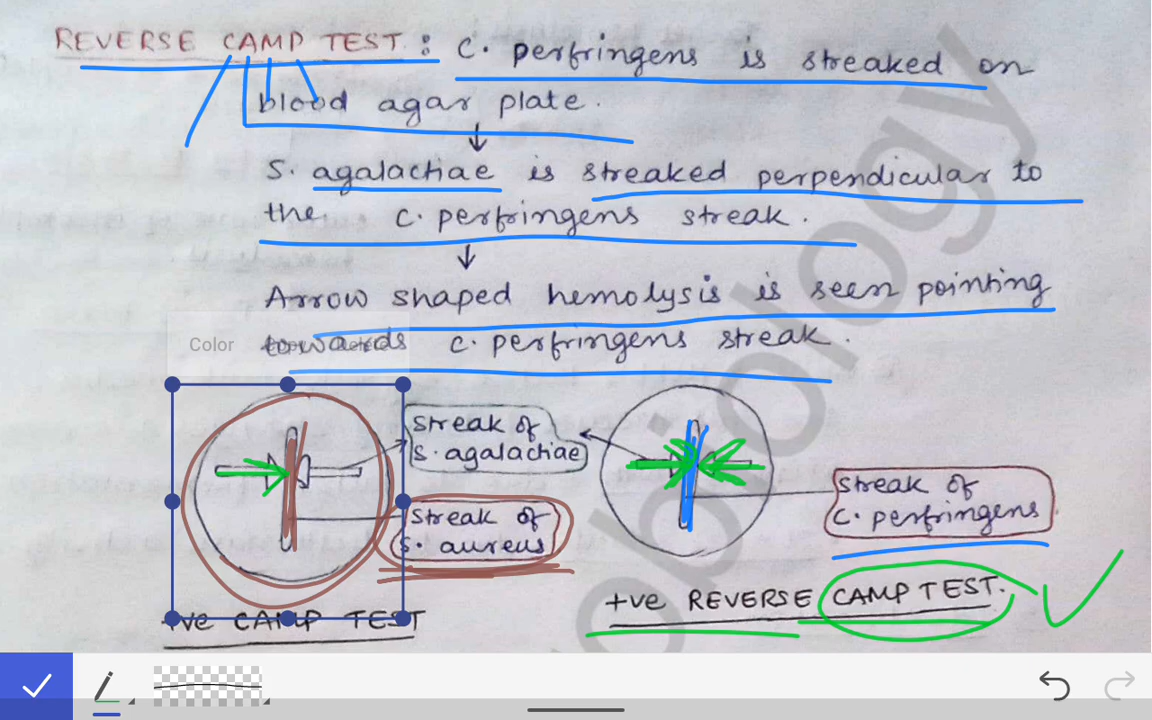 REVERSE CAMP TEST : C. perfringens is streaked on
blood agar plate.
↓
S. agalactiae is streaked perpendicular to
the C. perfringens streak.
↓
Arrow shaped hemolysis is seen pointing
towards C. perfringens streak.
Color
streak of
S. agalactiae
streak of
S. aureus
streak of
C. perfringens
+ve CAMP TEST
+ve REVERSE CAMP TEST.
obiology